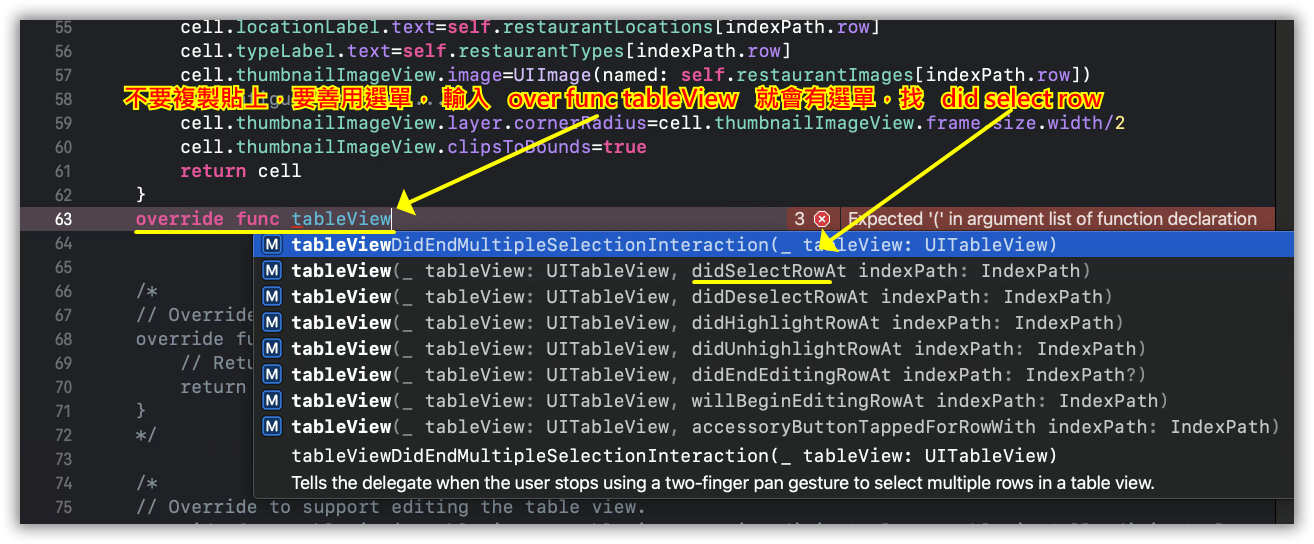 55 cell.locationLabel.text=self.restaurantLocations[indexPath.row]
56 cell.typeLabel.text=self.restaurantTypes[indexPath.row]
57 cell.thumbnailImageView.image=UIImage(named: self.restaurantImages[indexPath.row])
不要複製貼上，要善用選單， 輸入 over func tableView 就會有選單，找 did select row
58
59 cell.thumbnailImageView.layer.cornerRadius=cell.thumbnailImageView.frame.size.width/2
60 cell.thumbnailImageView.clipsToBounds=true
61 return cell
62 }
63 override func tableView 3 Expected '(' in argument list of function declaration
64 M tableViewDidEndMultipleSelectionInteraction(_ tableView: UITableView)
65 M tableView(_ tableView: UITableView, didSelectRowAt indexPath: IndexPath)
66 /* M tableView(_ tableView: UITableView, didDeselectRowAt indexPath: IndexPath)
67 // Override M tableView(_ tableView: UITableView, didHighlightRowAt indexPath: IndexPath)
68 override fu M tableView(_ tableView: UITableView, didUnhighlightRowAt indexPath: IndexPath)
69 // Retu M tableView(_ tableView: UITableView, didEndEditingRowAt indexPath: IndexPath?)
70 return M tableView(_ tableView: UITableView, willBeginEditingRowAt indexPath: IndexPath)
71 } M tableView(_ tableView: UITableView, accessoryButtonTappedForRowWith indexPath: IndexPath)
72 */
73 tableViewDidEndMultipleSelectionInteraction(_ tableView: UITableView)
74 /* Tells the delegate when the user stops using a two-finger pan gesture to select multiple rows in a table view.
75 // Override to support editing the table view.